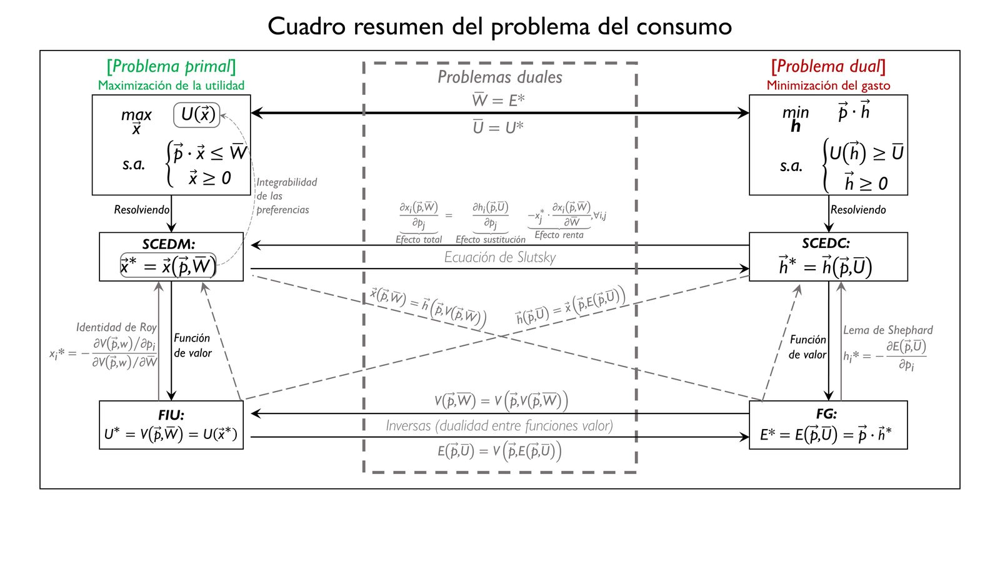 Cuadro resumen del problema del consumo
[Problema primal]
Maximización de la utilidad
max U(x⃗)
x⃗
s.a. {p⃗ · x⃗ ≤ W̅
x⃗ ≥ 0
Integrabilidad
de las
preferencias
Resolviendo
SCEDM:
x⃗* = x⃗(p⃗,W̅)
Identidad de Roy
xᵢ* = − ∂V(p⃗,w)/∂pᵢ
∂V(p⃗,w)/∂W̅
Función
de valor
FIU:
U* = V(p⃗,W̅) = U(x⃗*)
Problemas duales
W̅ = E*
U̅ = U*
∂xᵢ(p⃗,W̅)/∂pⱼ = ∂hᵢ(p⃗,U̅)/∂pⱼ −xⱼ* · ∂xᵢ(p⃗,W̅)/∂W̅ ,∀i,j
Efecto total Efecto sustitución Efecto renta
Ecuación de Slutsky
x⃗(p⃗,W̅) = h⃗(p⃗,V(p⃗,W̅))
h⃗(p⃗,U̅) = x⃗(p⃗,E(p⃗,U̅))
V(p⃗,W̅) = V(p⃗,V(p⃗,W̅))
Inversas (dualidad entre funciones valor)
E(p⃗,U̅) = V(p⃗,E(p⃗,U̅))
[Problema dual]
Minimización del gasto
min p⃗ · h⃗
h
s.a. {U(h⃗) ≥ U̅
h⃗ ≥ 0
Resolviendo
SCEDC:
h⃗* = h⃗(p⃗,U̅)
Función
de valor
Lema de Shephard
hᵢ* = − ∂E(p⃗,U̅)
∂pᵢ
FG:
E* = E(p⃗,U̅) = p⃗ · h⃗*